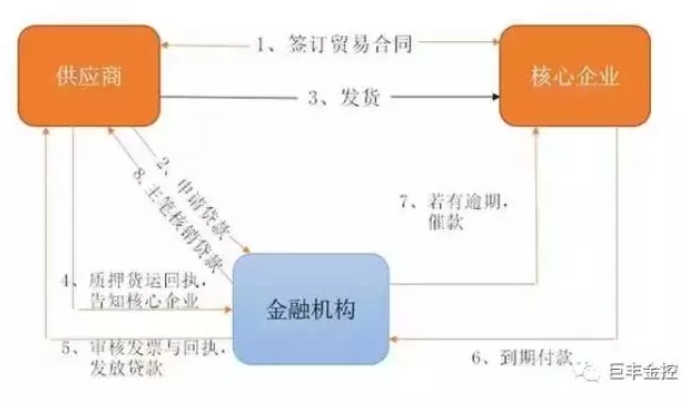 1、签订贸易合同
供应商
核心企业
3、发货
2、申请贷款
8、主笔核销贷款
7、若有逾期，
催款
4、质押货运回执，
告知核心企业
金融机构
5、审核发票与回执，
发放贷款
6、到期付款
巨丰金控